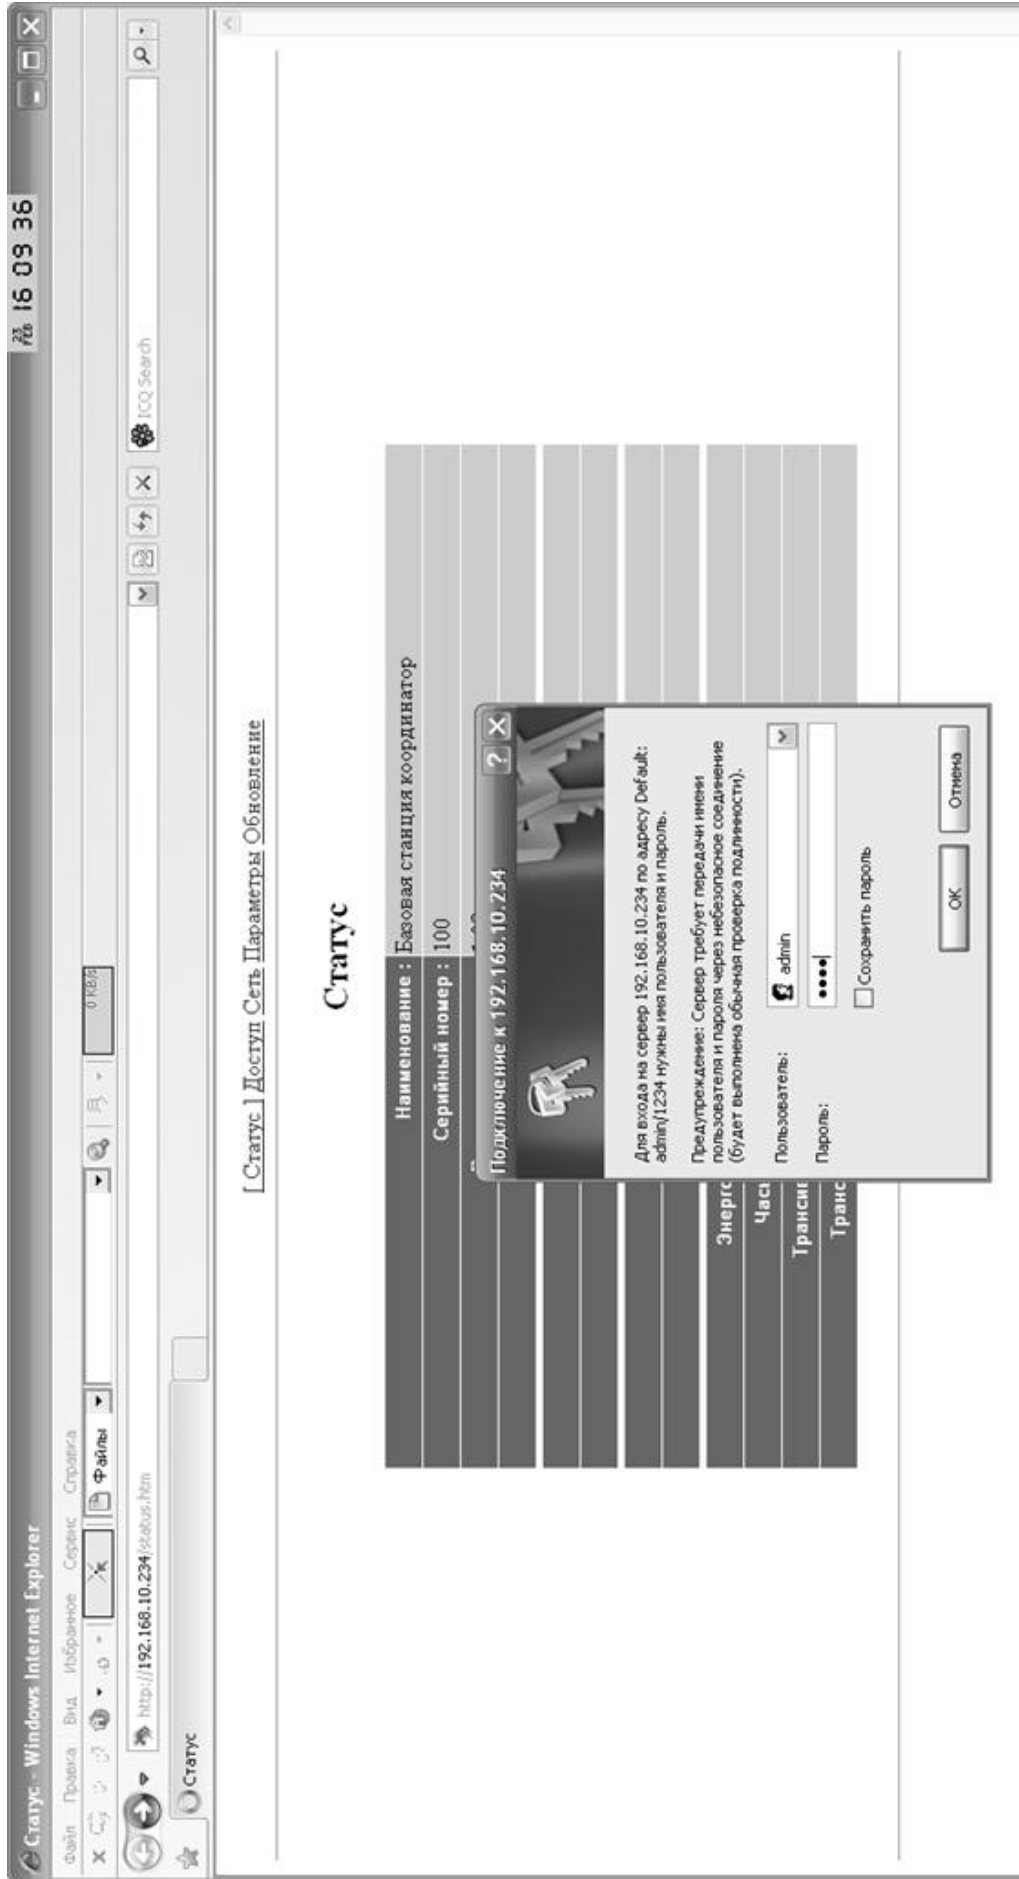 Статус - Windows Internet Explorer
23 FEB 16 09 36
Файл Правка Вид Избранное Сервис Справка
Файлы
0 KB/s
http://192.168.10.234/status.htm
ICQ Search
Статус
[ Статус ] Доступ Сеть Параметры Обновление
Статус
Наименование : Базовая станция координатор
Серийный номер : 100
Подключение к 192.168.10.234
Для входа на сервер 192.168.10.234 по адресу Default:
admin/1234 нужны имя пользователя и пароль.
Предупреждение: Сервер требует передачи имени
пользователя и пароля через небезопасное соединение
(будет выполнена обычная проверка подлинности).
Пользователь: admin
Пароль: ••••
Сохранить пароль
OK Отмена
Энерго
Час
Транси
Транс